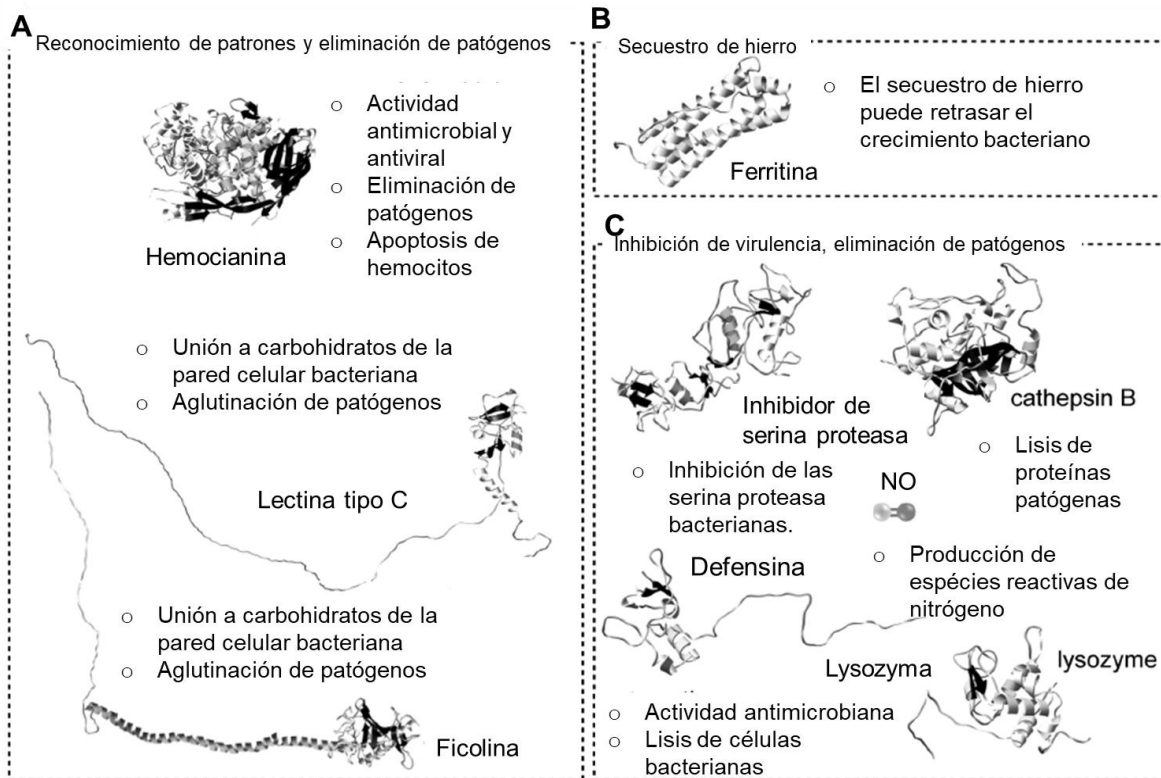 A
Reconocimiento de patrones y eliminación de patógenos
○ Actividad
antimicrobial y
antiviral
○ Eliminación de
patógenos
○ Apoptosis de
hemocitos
Hemocianina
○ Unión a carbohidratos de la
pared celular bacteriana
○ Aglutinación de patógenos
Lectina tipo C
○ Unión a carbohidratos de la
pared celular bacteriana
○ Aglutinación de patógenos
Ficolina
B
Secuestro de hierro
○ El secuestro de hierro
puede retrasar el
crecimiento bacteriano
Ferritina
C
Inhibición de virulencia, eliminación de patógenos
Inhibidor de
serina proteasa
○ Inhibición de las
serina proteasa
bacterianas.
cathepsin B
○ Lisis de
proteínas
patógenas
NO
○ Producción de
espécies reactivas de
nitrógeno
Defensina
Lysozyma
lysozyme
○ Actividad antimicrobiana
○ Lisis de células
bacterianas